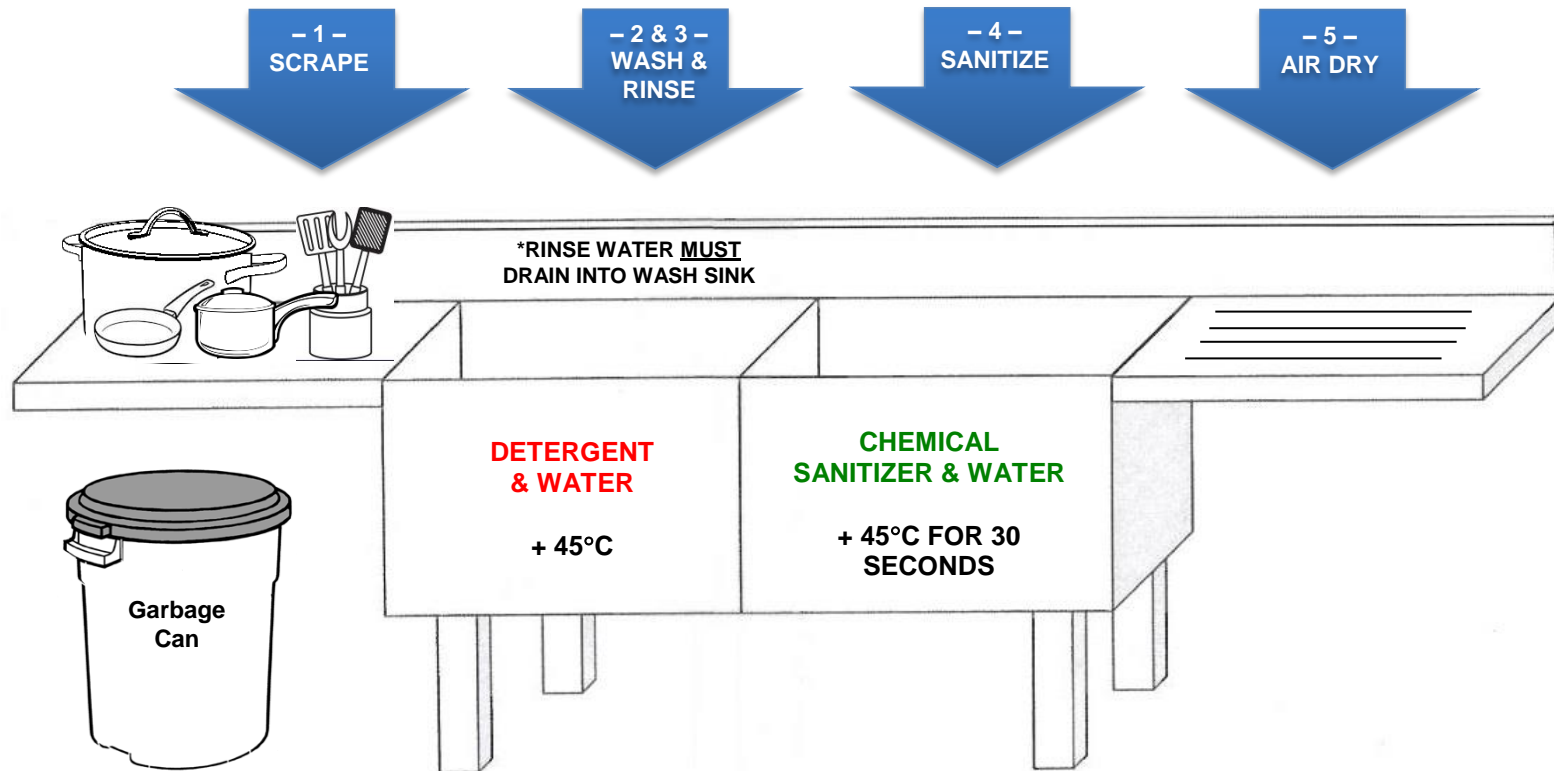 – 1 –
SCRAPE
– 2 & 3 –
WASH &
RINSE
– 4 –
SANITIZE
– 5 –
AIR DRY
*RINSE WATER MUST
DRAIN INTO WASH SINK
DETERGENT
& WATER
+ 45°C
CHEMICAL
SANITIZER & WATER
+ 45°C FOR 30
SECONDS
Garbage
Can